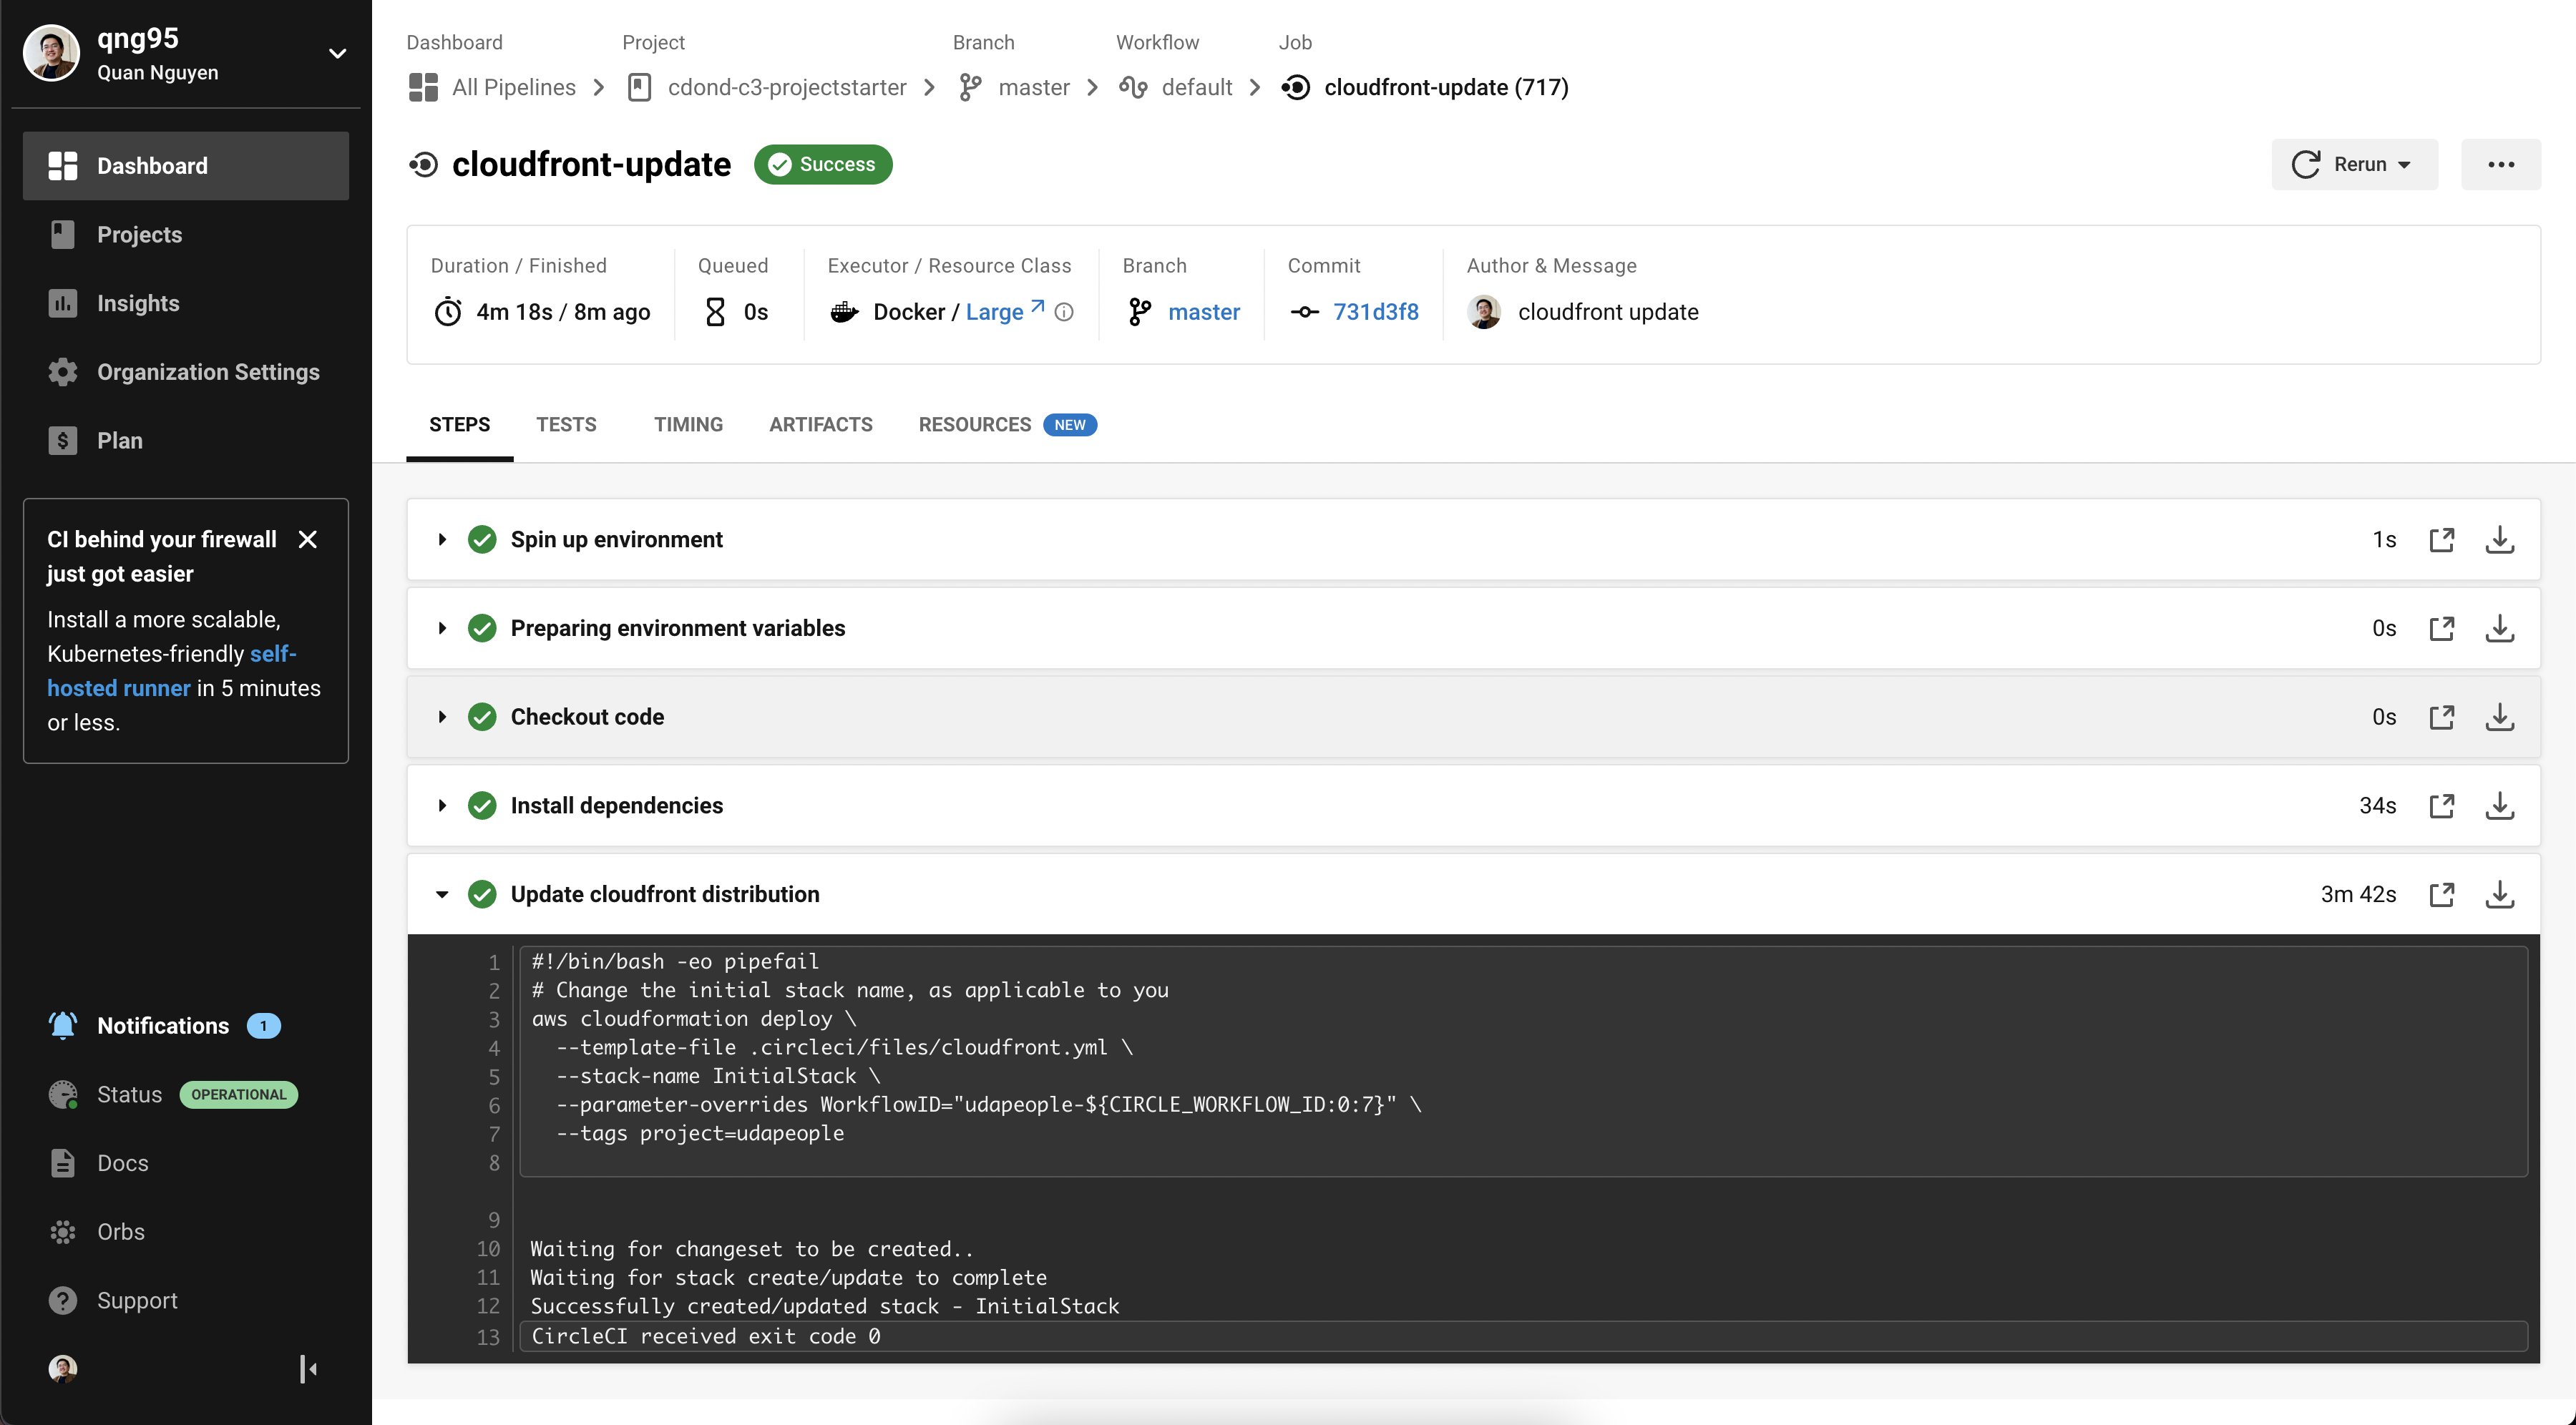 qng95
Quan Nguyen
Dashboard
Projects
Insights
Organization Settings
Plan
CI behind your firewall
just got easier
Install a more scalable,
Kubernetes-friendly self-
hosted runner in 5 minutes
or less.
Notifications 1
Status OPERATIONAL
Docs
Orbs
Support
Dashboard Project Branch Workflow Job
All Pipelines cdond-c3-projectstarter master default cloudfront-update (717)
cloudfront-update Success Rerun
Duration / Finished Queued Executor / Resource Class Branch Commit Author & Message
4m 18s / 8m ago 0s Docker / Large master 731d3f8 cloudfront update
STEPS TESTS TIMING ARTIFACTS RESOURCES NEW
Spin up environment 1s
Preparing environment variables 0s
Checkout code 0s
Install dependencies 34s
Update cloudfront distribution 3m 42s
1 #!/bin/bash -eo pipefail
2 # Change the initial stack name, as applicable to you
3 aws cloudformation deploy \
4 --template-file .circleci/files/cloudfront.yml \
5 --stack-name InitialStack \
6 --parameter-overrides WorkflowID="udapeople-${CIRCLE_WORKFLOW_ID:0:7}" \
7 --tags project=udapeople
8
9
10 Waiting for changeset to be created..
11 Waiting for stack create/update to complete
12 Successfully created/updated stack - InitialStack
13 CircleCI received exit code 0